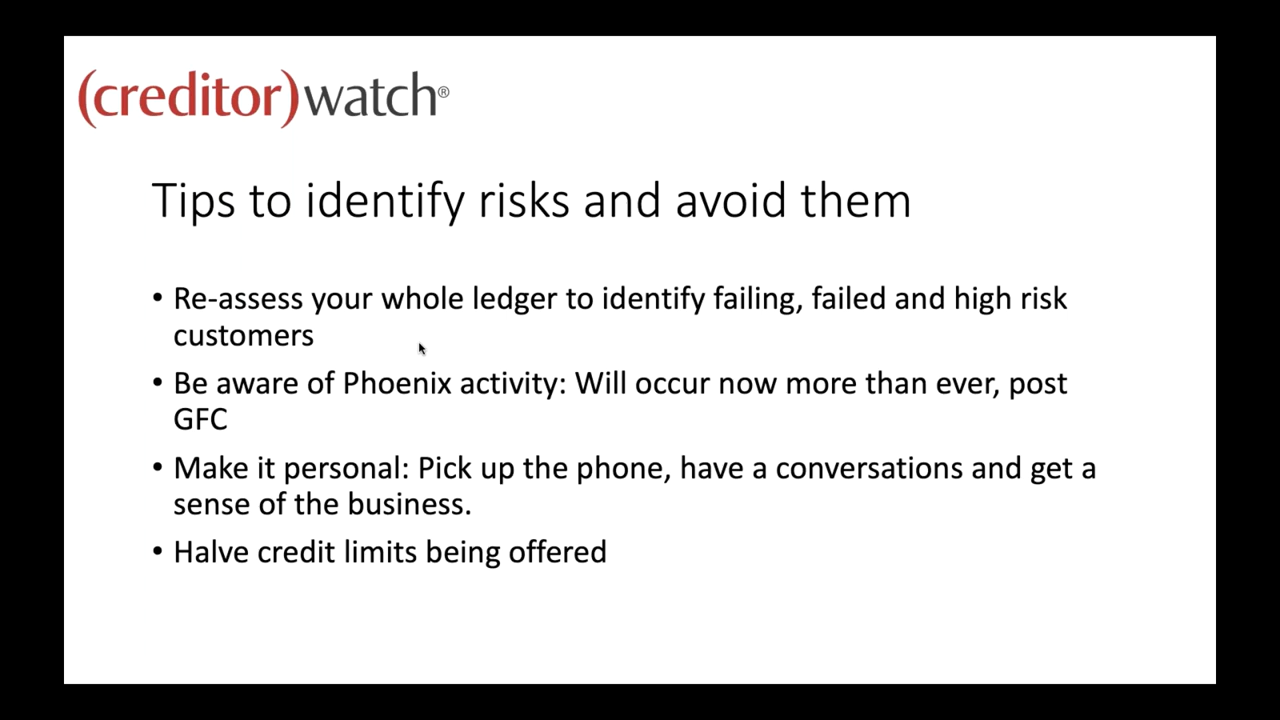 (creditor)watch®
Tips to identify risks and avoid them
• Re-assess your whole ledger to identify failing, failed and high risk
customers
• Be aware of Phoenix activity: Will occur now more than ever, post
GFC
• Make it personal: Pick up the phone, have a conversations and get a
sense of the business.
• Halve credit limits being offered